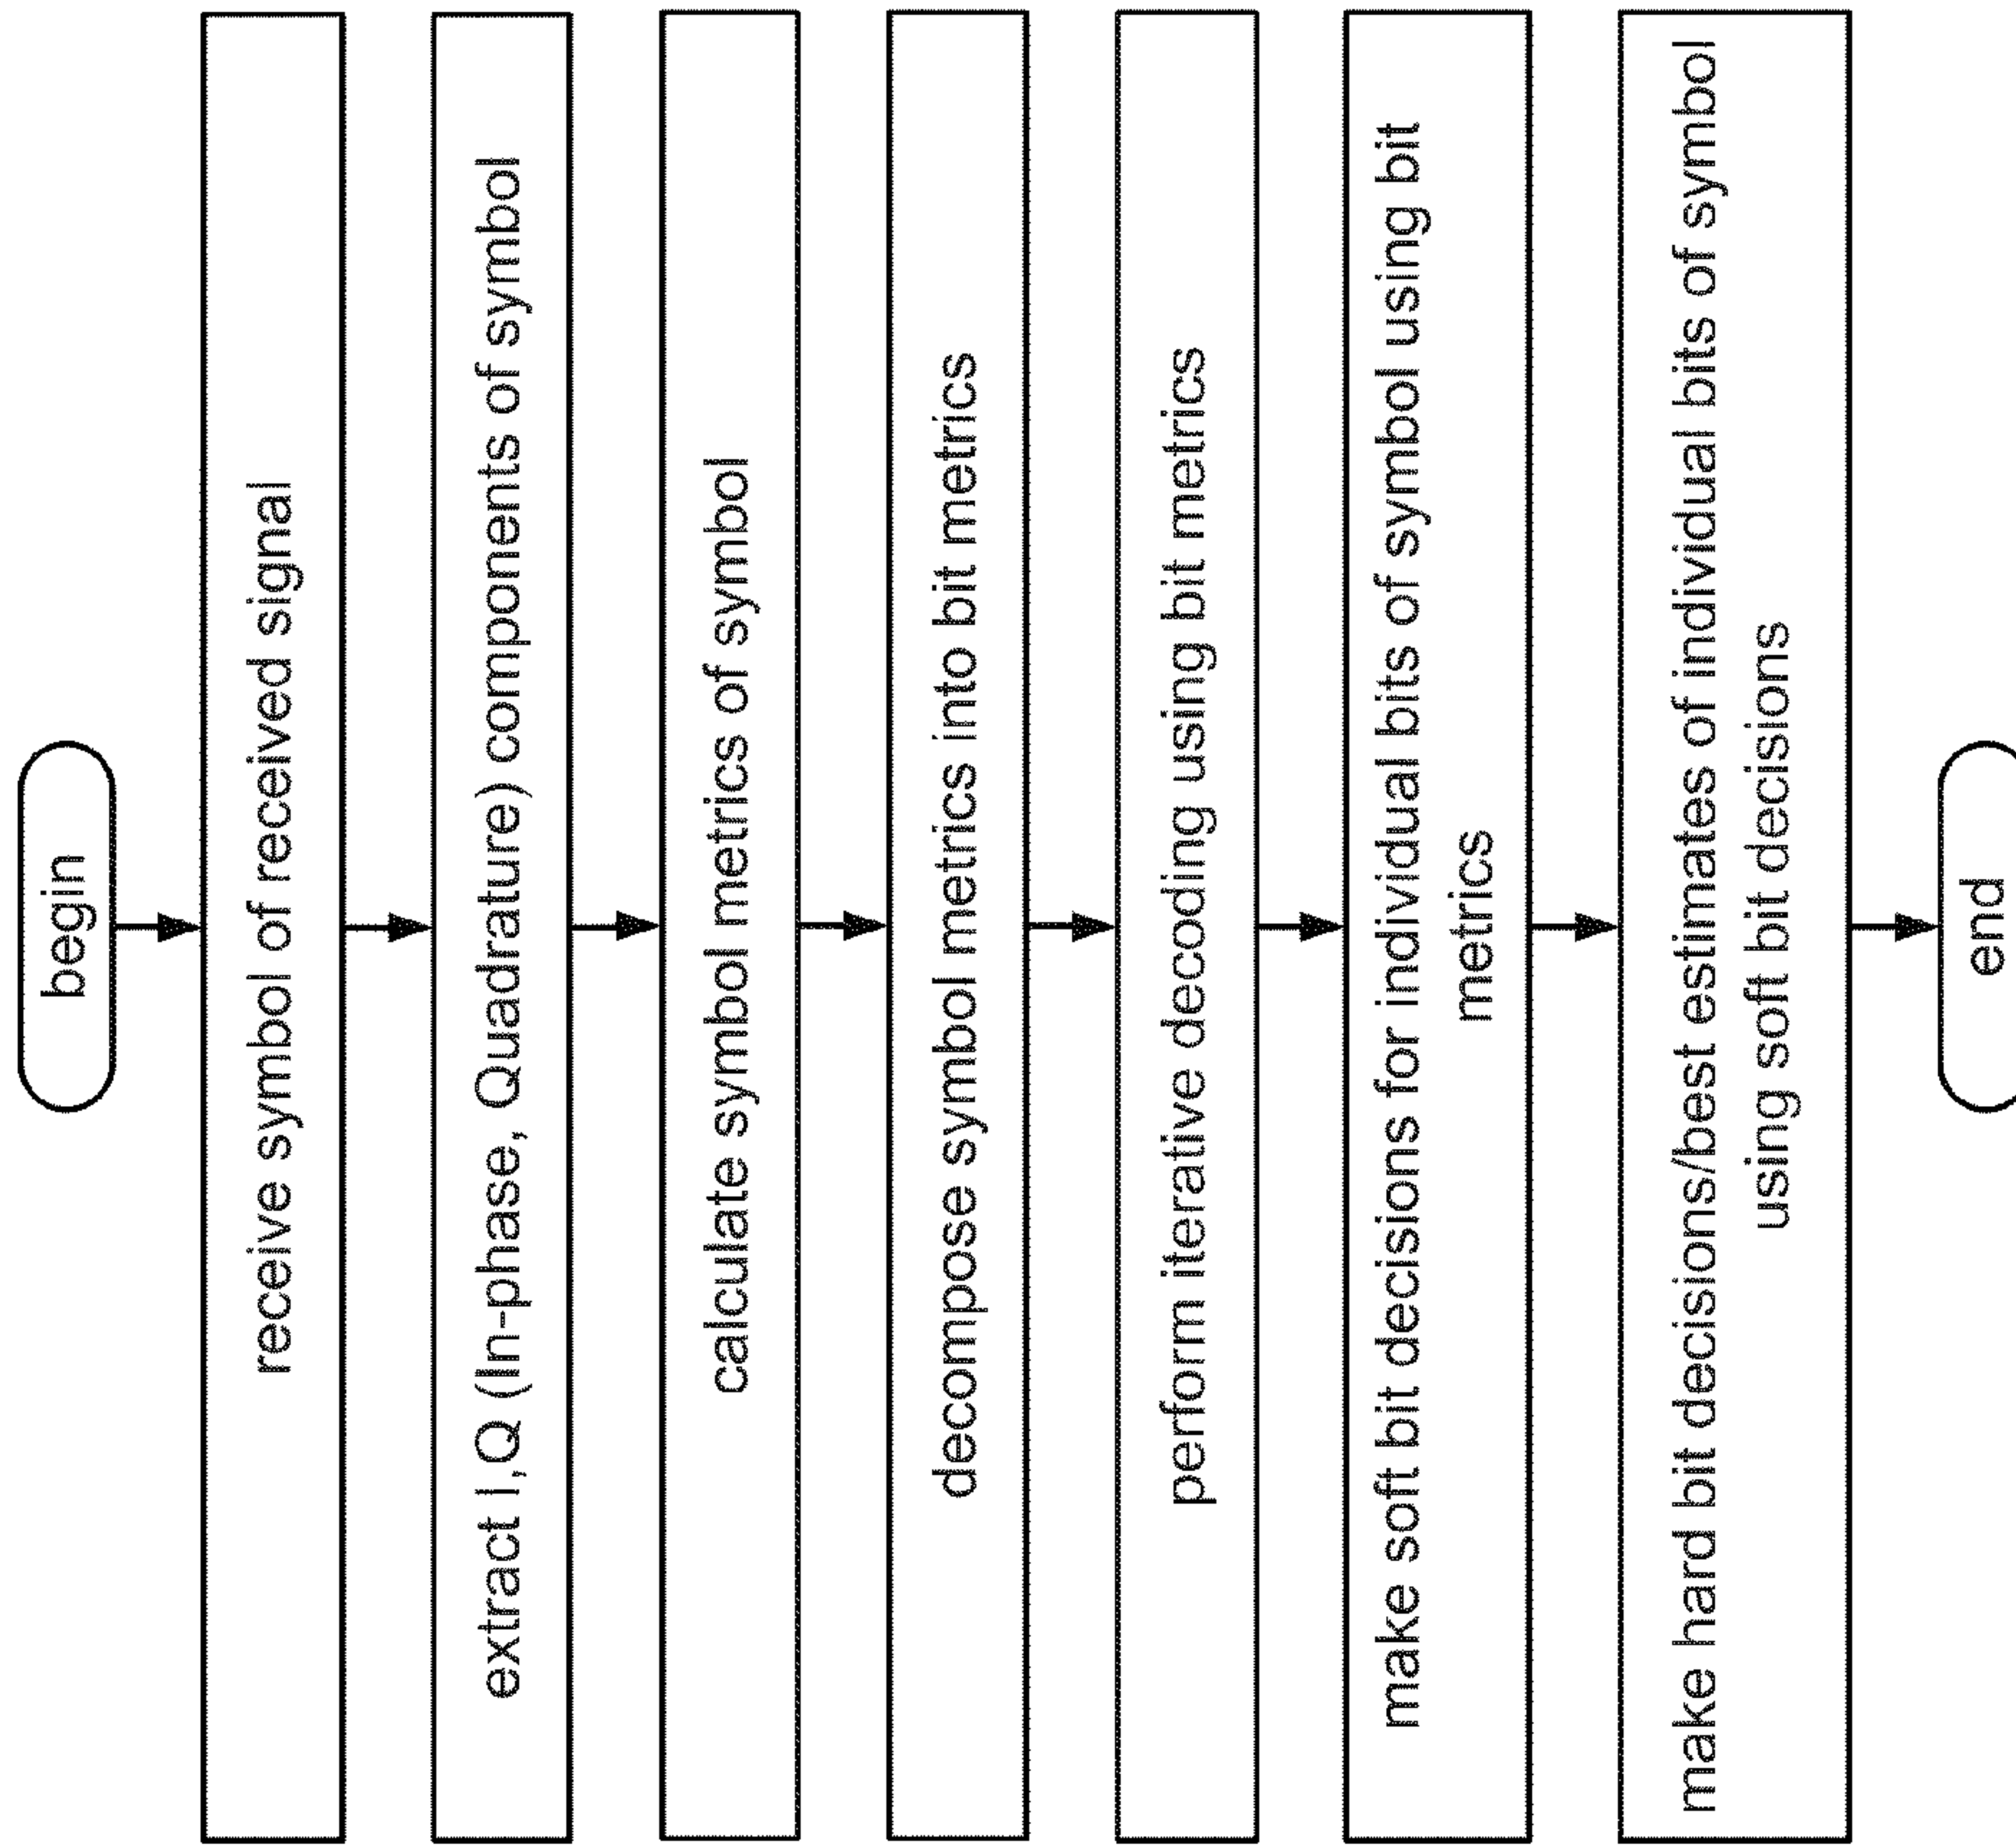 begin
receive symbol of received signal
extract I,Q (In-phase, Quadrature) components of symbol
calculate symbol metrics of symbol
decompose symbol metrics into bit metrics
perform iterative decoding using bit metrics
make soft bit decisions for individual bits of symbol using bit
metrics
make hard bit decisions/best estimates of individual bits of symbol
using soft bit decisions
end